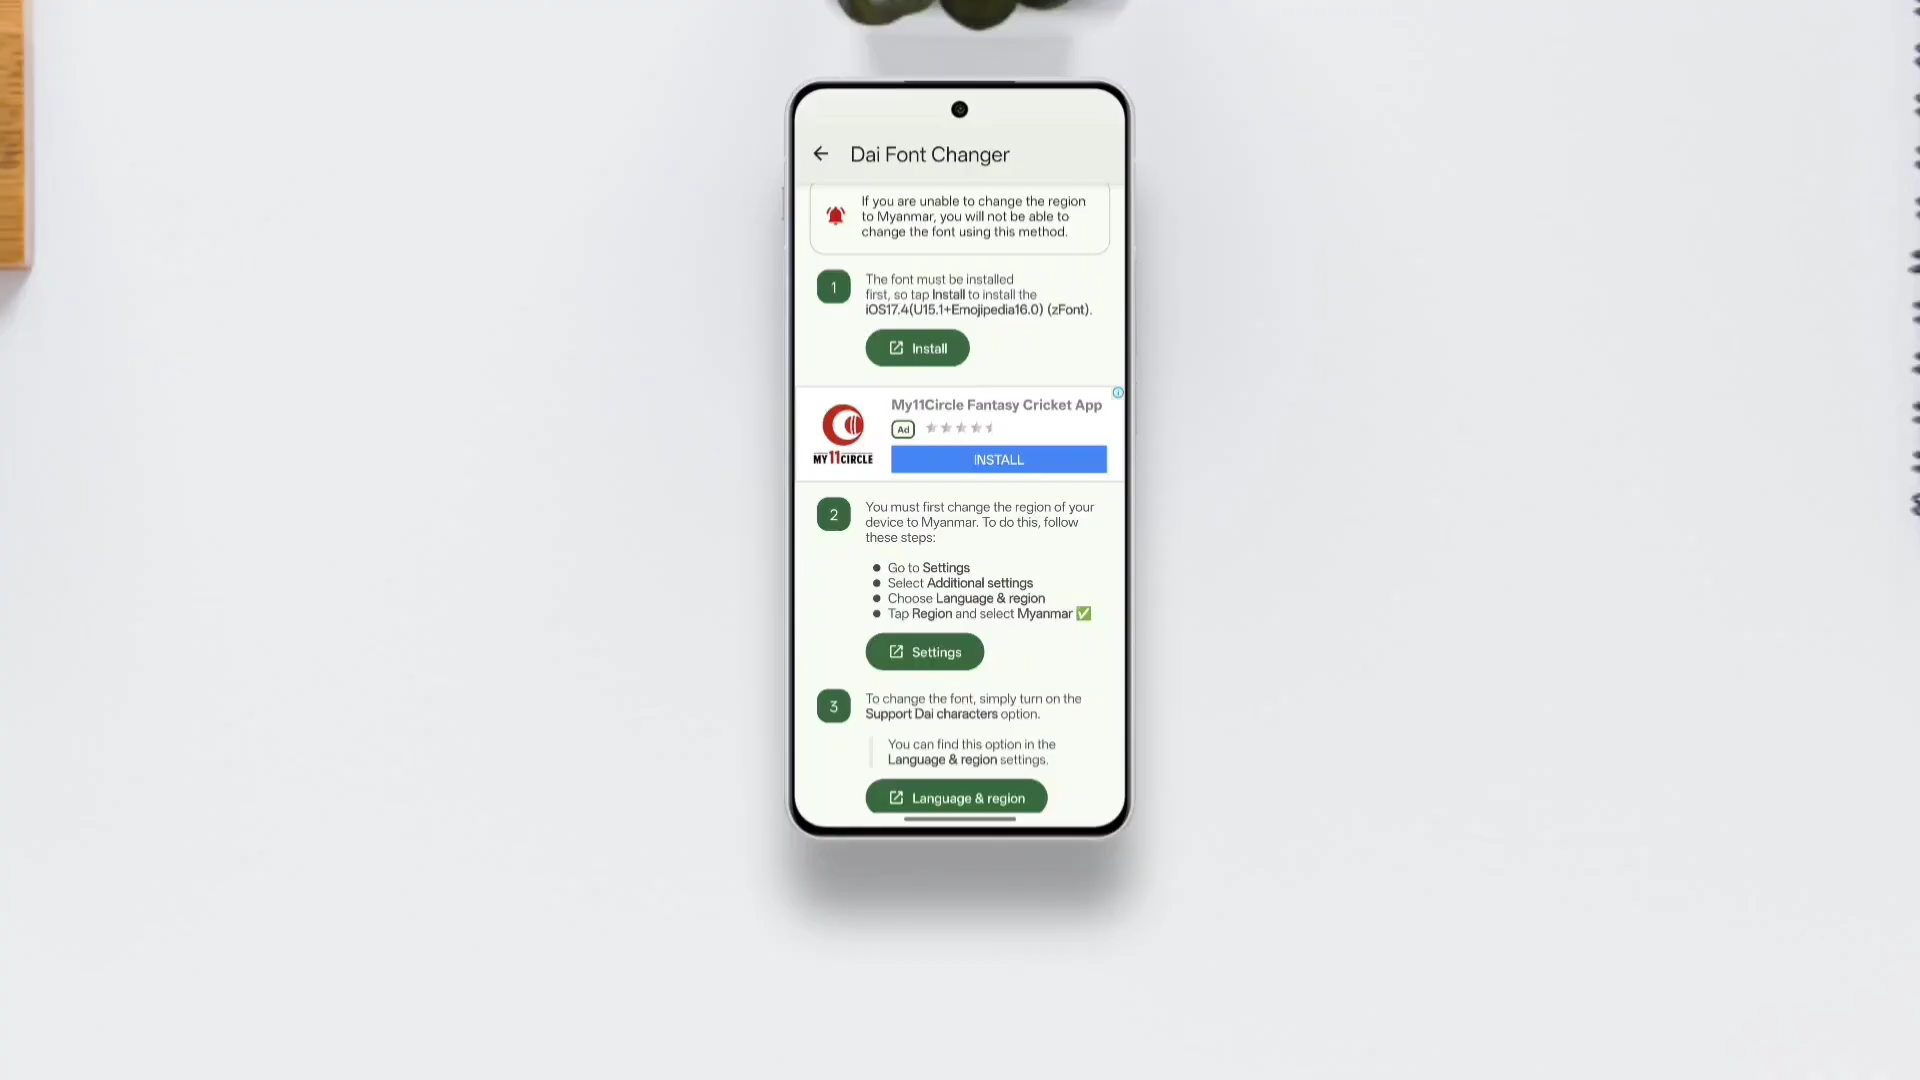 Dai Font Changer
If you are unable to change the region
to Myanmar, you will not be able to
change the font using this method.
1
The font must be installed
first, so tap Install to install the
iOS17.4(U15.1+Emojipedia16.0) (zFont).
Install
My11Circle Fantasy Cricket App
Ad
MY11CIRCLE
INSTALL
2
You must first change the region of your
device to Myanmar. To do this, follow
these steps:
Go to Settings
Select Additional settings
Choose Language & region
Tap Region and select Myanmar ✅
Settings
3
To change the font, simply turn on the
Support Dai characters option.
You can find this option in the
Language & region settings.
Language & region